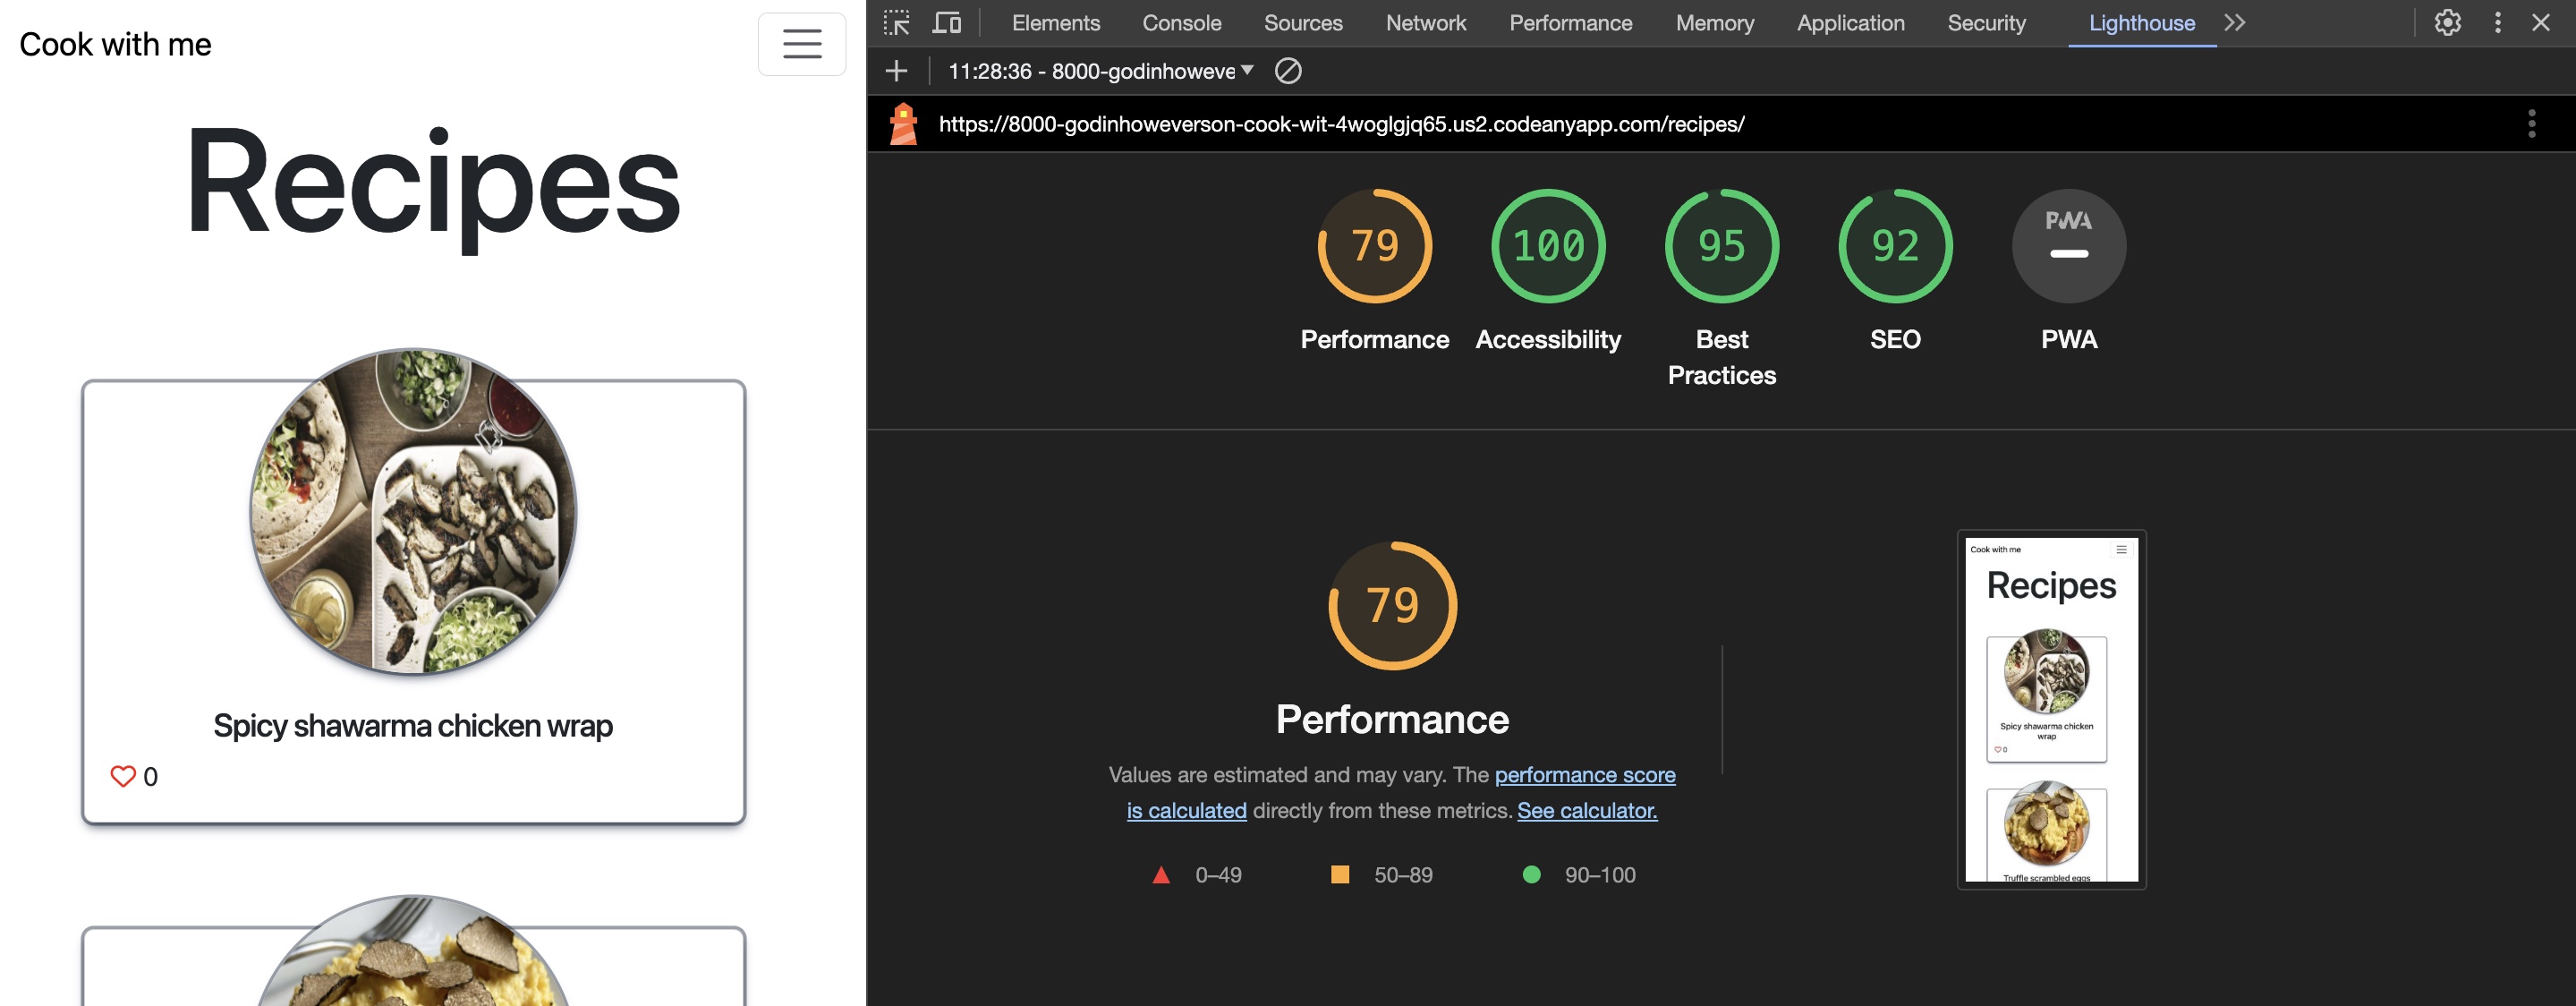 Cook with me
Recipes
Spicy shawarma chicken wrap
0
Elements Console Sources Network Performance Memory Application Security Lighthouse
11:28:36 - 8000-godinhoweve
https://8000-godinhoweverson-cook-wit-4woglgjq65.us2.codeanyapp.com/recipes/
79 100 95 92 PWA
Performance Accessibility Best Practices SEO PWA
79
Performance
Values are estimated and may vary. The performance score
is calculated directly from these metrics. See calculator.
0–49 50–89 90–100
Cook with me
Recipes
Spicy shawarma chicken
wrap
0
Truffle scrambled eggs